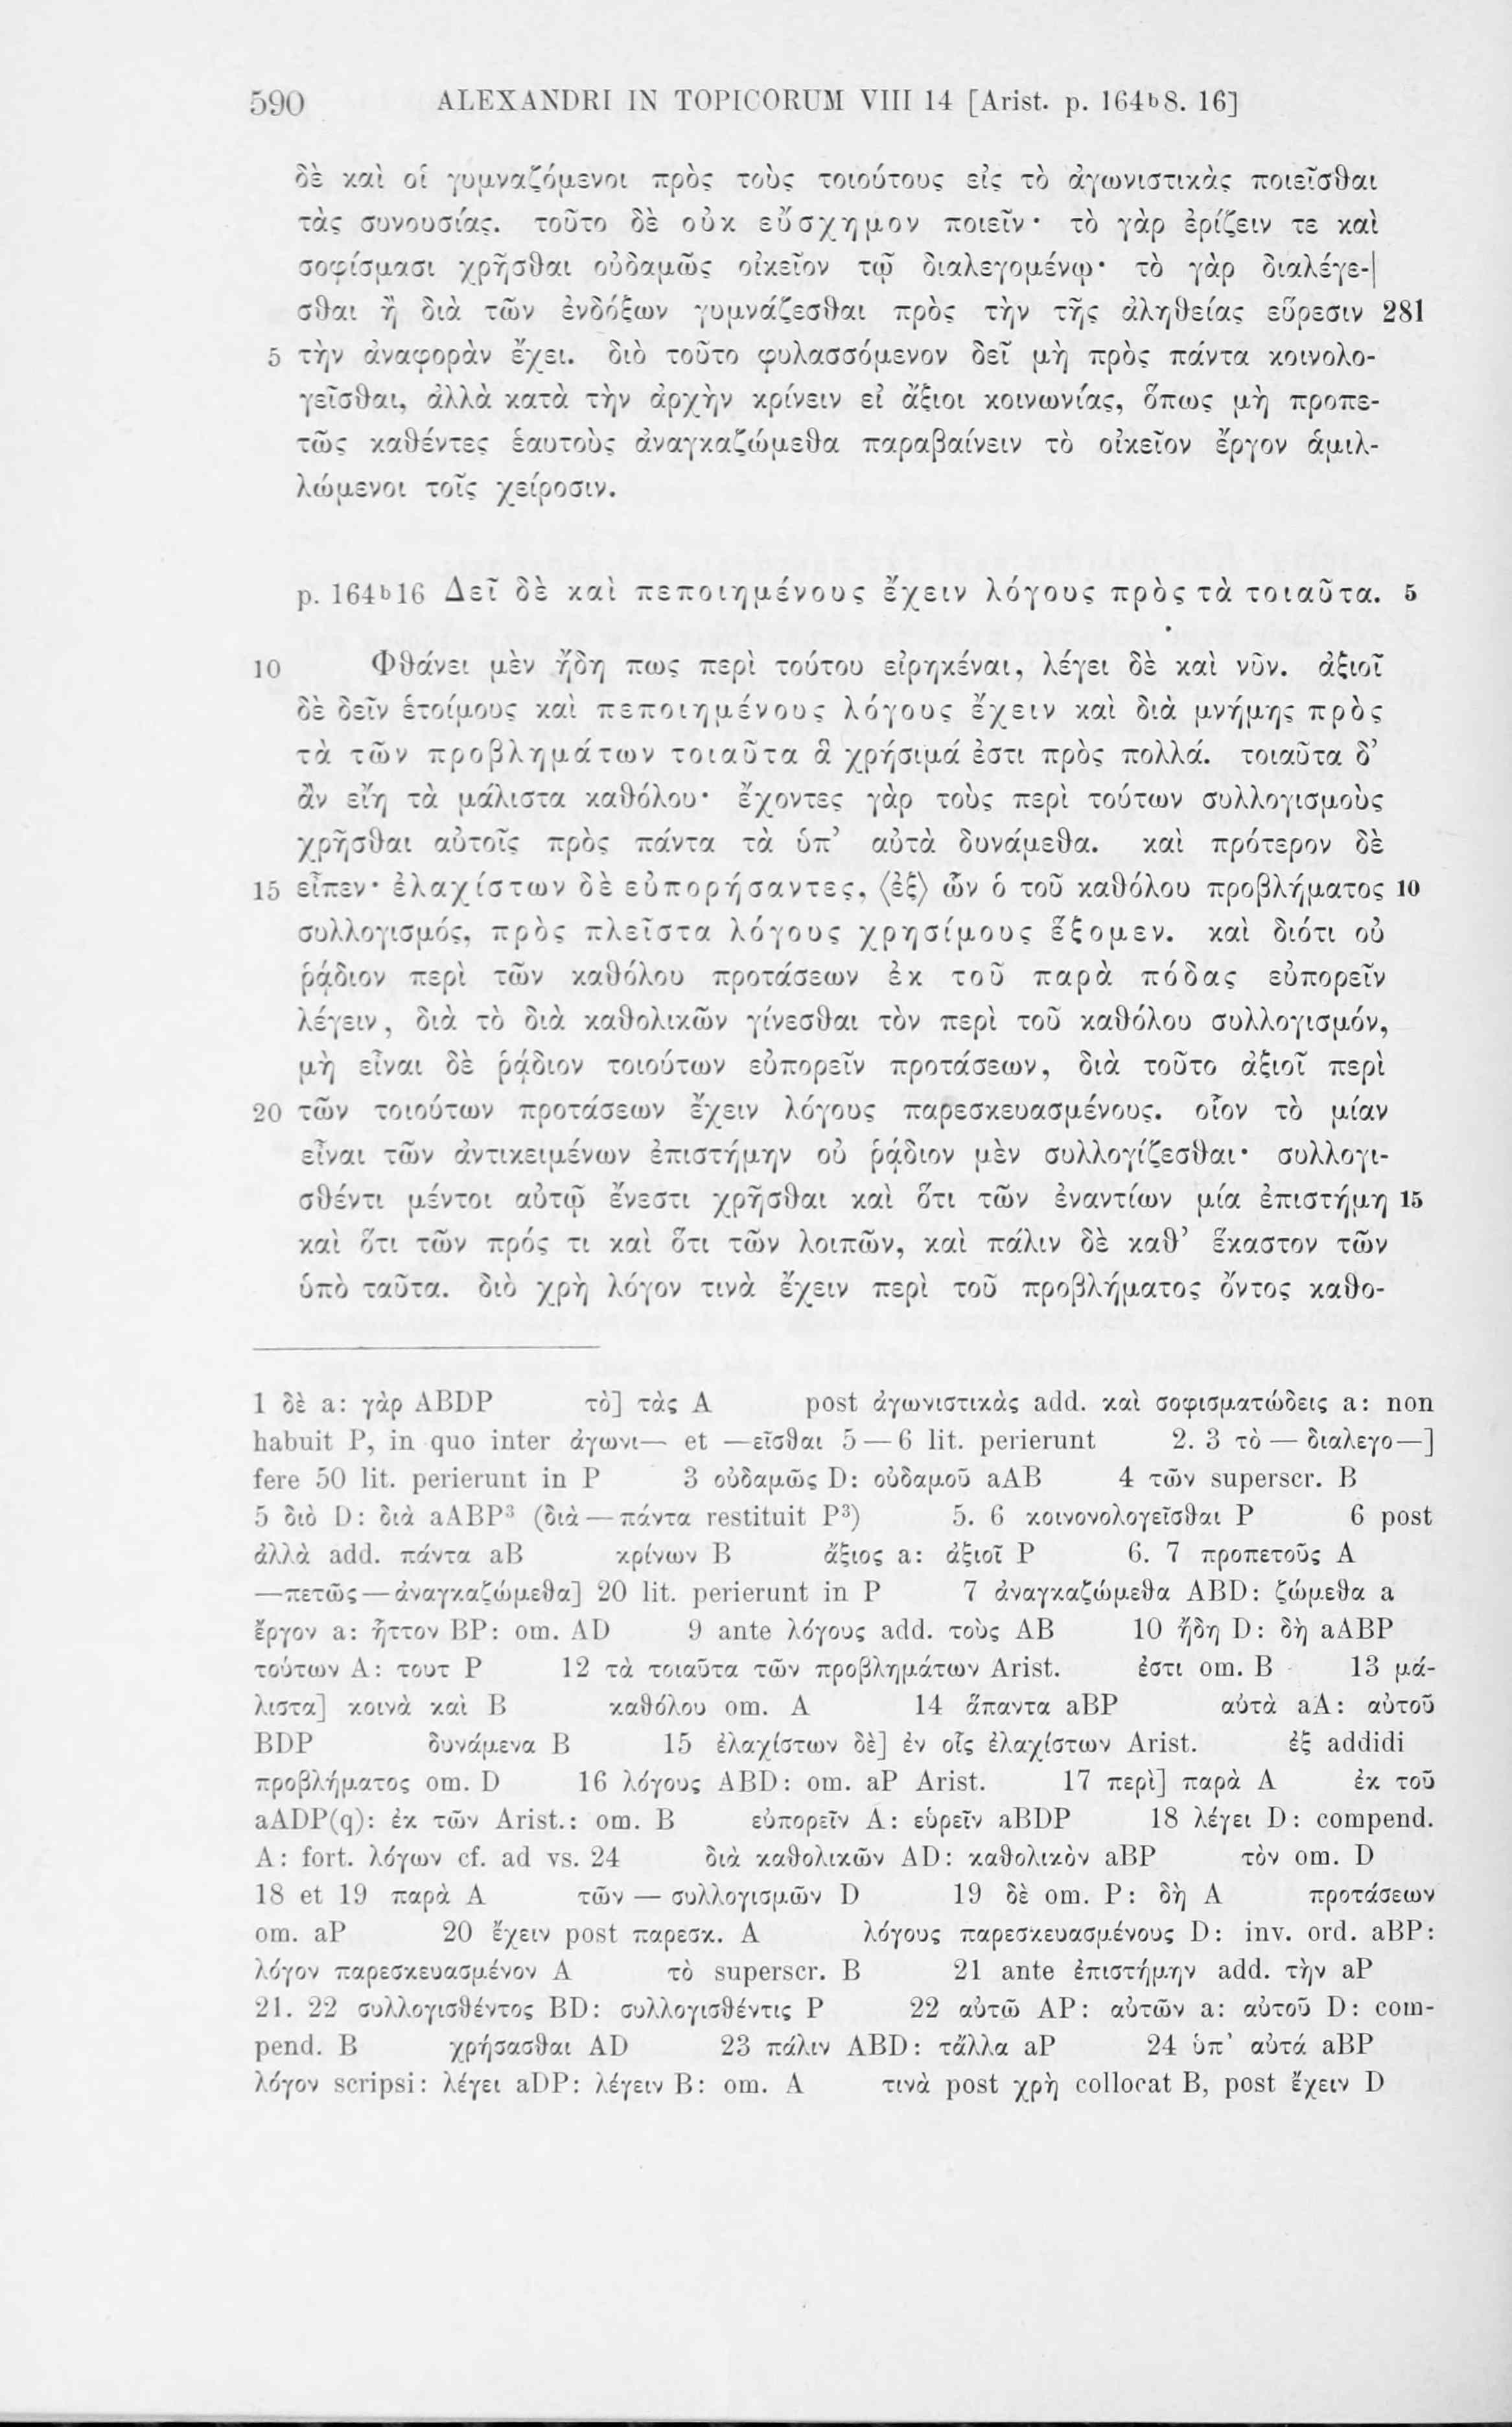 590 ALEXANDRI IN TOPICORUM VIII 14 [Arist. p. 164ᵇ8. 16]
δὲ καὶ οἱ γυμναζόμενοι πρὸς τοὺς τοιούτους εἰς τὸ ἀγωνιστικὰς ποιεῖσθαι
τὰς συνουσίας. τοῦτο δὲ οὐκ εὔσχημον ποιεῖν· τὸ γὰρ ἐρίζειν τε καὶ
σοφίσμασι χρῆσθαι οὐδαμῶς οἰκεῖον τῷ διαλεγομένῳ· τὸ γὰρ διαλέγε-|
σθαι ἢ διὰ τῶν ἐνδόξων γυμνάζεσθαι πρὸς τὴν τῆς ἀληθείας εὕρεσιν 281
5 τὴν ἀναφορὰν ἔχει. διὸ τοῦτο φυλασσόμενον δεῖ μὴ πρὸς πάντα κοινολο-
γεῖσθαι, ἀλλὰ κατὰ τὴν ἀρχὴν κρίνειν εἰ ἄξιοι κοινωνίας, ὅπως μὴ προπε-
τῶς καθέντες ἑαυτοὺς ἀναγκαζώμεθα παραβαίνειν τὸ οἰκεῖον ἔργον ἁμιλ-
λώμενοι τοῖς χείροσιν.
p. 164ᵇ16 Δεῖ δὲ καὶ πεποιημένους ἔχειν λόγους πρὸς τὰ τοιαῦτα. 5
10 Φθάνει μὲν ἤδη πως περὶ τούτου εἰρηκέναι, λέγει δὲ καὶ νῦν. ἀξιοῖ
δὲ δεῖν ἑτοίμους καὶ πεποιημένους λόγους ἔχειν καὶ διὰ μνήμης πρὸς
τὰ τῶν προβλημάτων τοιαῦτα ἃ χρήσιμά ἐστι πρὸς πολλά. τοιαῦτα δ’
ἂν εἴη τὰ μάλιστα καθόλου· ἔχοντες γὰρ τοὺς περὶ τούτων συλλογισμοὺς
χρῆσθαι αὐτοῖς πρὸς πάντα τὰ ὑπ’ αὐτὰ δυνάμεθα. καὶ πρότερον δὲ
15 εἶπεν· ἐλαχίστων δὲ εὐπορήσαντες, ⟨ἐξ⟩ ὧν ὁ τοῦ καθόλου προβλήματος 10
συλλογισμός, πρὸς πλεῖστα λόγους χρησίμους ἕξομεν. καὶ διότι οὐ
ῥᾴδιον περὶ τῶν καθόλου προτάσεων ἐκ τοῦ παρὰ πόδας εὐπορεῖν
λέγειν, διὰ τὸ διὰ καθολικῶν γίνεσθαι τὸν περὶ τοῦ καθόλου συλλογισμόν,
μὴ εἶναι δὲ ῥᾴδιον τοιούτων εὐπορεῖν προτάσεων, διὰ τοῦτο ἀξιοῖ περὶ
20 τῶν τοιούτων προτάσεων ἔχειν λόγους παρεσκευασμένους. οἷον τὸ μίαν
εἶναι τῶν ἀντικειμένων ἐπιστήμην οὐ ῥᾴδιον μὲν συλλογίζεσθαι· συλλογι-
σθέντι μέντοι αὐτῷ ἔνεστι χρῆσθαι καὶ ὅτι τῶν ἐναντίων μία ἐπιστήμη 15
καὶ ὅτι τῶν πρός τι καὶ ὅτι τῶν λοιπῶν, καὶ πάλιν δὲ καθ’ ἕκαστον τῶν
ὑπὸ ταῦτα. διὸ χρὴ λόγον τινὰ ἔχειν περὶ τοῦ προβλήματος ὄντος καθο-
1 δὲ a: γὰρ ABDP τὸ] τὰς A post ἀγωνιστικὰς add. καὶ σοφισματώδεις a: non
habuit P, in quo inter ἀγωνι— et —εῖσθαι 5—6 lit. perierunt 2. 3 τὸ — διαλεγο—]
fere 50 lit. perierunt in P 3 οὐδαμῶς D: οὐδαμοῦ aAB 4 τῶν superscr. B
5 διὸ D: διὰ aABP³ (διὰ — πάντα restituit P³) 5. 6 κοινονολογεῖσθαι P 6 post
ἀλλὰ add. πάντα aB κρίνων B ἄξιος a: ἀξιοῖ P 6. 7 προπετοῦς A
—πετῶς — ἀναγκαζώμεθα] 20 lit. perierunt in P 7 ἀναγκαζώμεθα ABD: ζώμεθα a
ἔργον a: ἧττον BP: om. AD 9 ante λόγους add. τοὺς AB 10 ἤδη D: δὴ aABP
τούτων A: τουτ P 12 τὰ τοιαῦτα τῶν προβλημάτων Arist. ἐστι om. B 13 μά-
λιστα] κοινὰ καὶ B καθόλου om. A 14 ἅπαντα aBP αὐτὰ aA: αὐτοῦ
BDP δυνάμενα B 15 ἐλαχίστων δὲ] ἐν οἷς ἐλαχίστων Arist. ἐξ addidi
προβλήματος om. D 16 λόγους ABD: om. aP Arist. 17 περὶ] παρὰ A ἐκ τοῦ
aADP(q): ἐκ τῶν Arist.: om. B εὐπορεῖν A: εὑρεῖν aBDP 18 λέγει D: compend.
A: fort. λόγων cf. ad vs. 24 διὰ καθολικῶν AD: καθολικὸν aBP τὸν om. D
18 et 19 παρὰ A τῶν — συλλογισμῶν D 19 δὲ om. P: δὴ A προτάσεων
om. aP 20 ἔχειν post παρεσκ. A λόγους παρεσκευασμένους D: inv. ord. aBP:
λόγον παρεσκευασμένον A τὸ superscr. B 21 ante ἐπιστήμην add. τὴν aP
21. 22 συλλογισθέντος BD: συλλογισθέντις P 22 αὐτῶ AP: αὐτῶν a: αὐτοῦ D: com-
pend. B χρήσασθαι AD 23 πάλιν ABD: τἄλλα aP 24 ὑπ’ αὐτά aBP
λόγον scripsi: λέγει aDP: λέγειν B: om. A τινὰ post χρὴ collocat B, post ἔχειν D